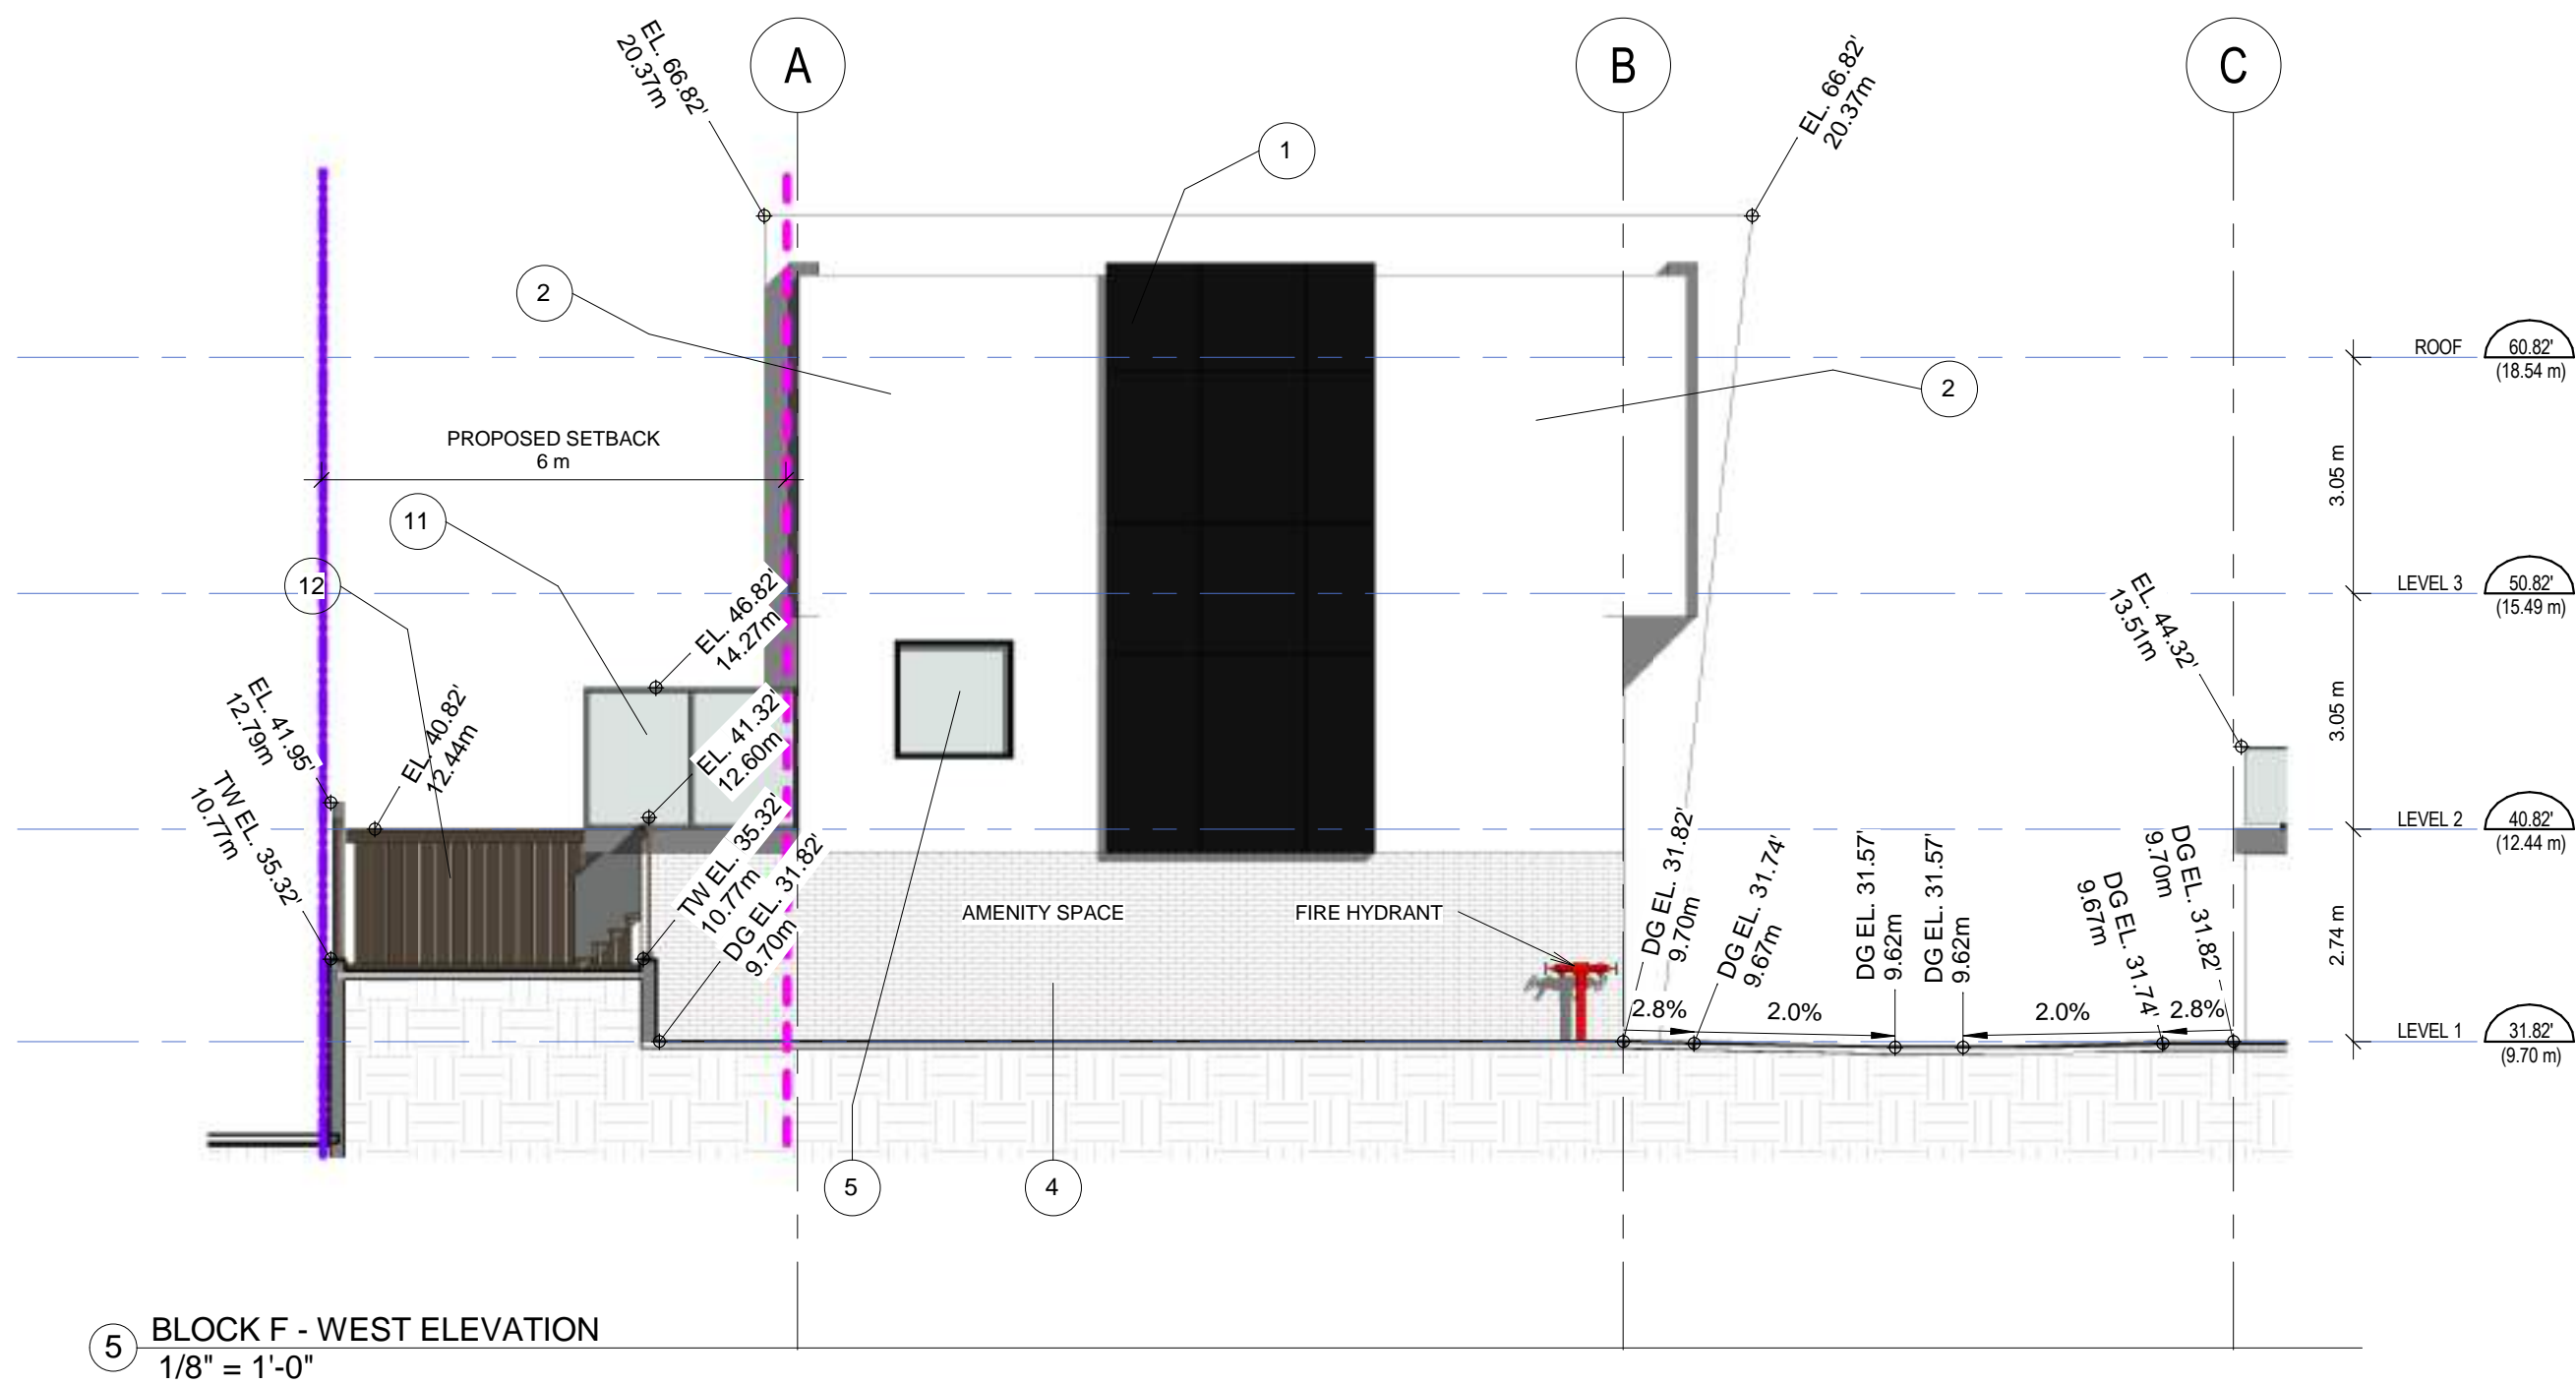 A
B
C
EL. 66.82'
20.37m
EL. 66.82'
20.37m
1
2
2
ROOF
60.82'
(18.54 m)
PROPOSED SETBACK
6 m
3.05 m
11
12
LEVEL 3
50.82'
(15.49 m)
EL. 46.82'
14.27m
EL. 44.32'
13.51m
EL. 41.95'
12.79m
EL. 40.82'
12.44m
EL. 41.32'
12.60m
3.05 m
TW EL. 35.32'
10.77m
LEVEL 2
40.82'
(12.44 m)
TW EL. 35.32'
10.77m
DG EL. 31.82'
9.70m
AMENITY SPACE
FIRE HYDRANT
DG EL. 31.82'
9.70m
DG EL. 31.74'
9.67m
DG EL. 31.57'
9.62m
DG EL. 31.57'
9.62m
DG EL. 31.74'
9.67m
DG EL. 31.82'
9.70m
2.74 m
2.8%
2.0%
2.0%
2.8%
LEVEL 1
31.82'
(9.70 m)
5
4
5
BLOCK F - WEST ELEVATION
1/8" = 1'-0"